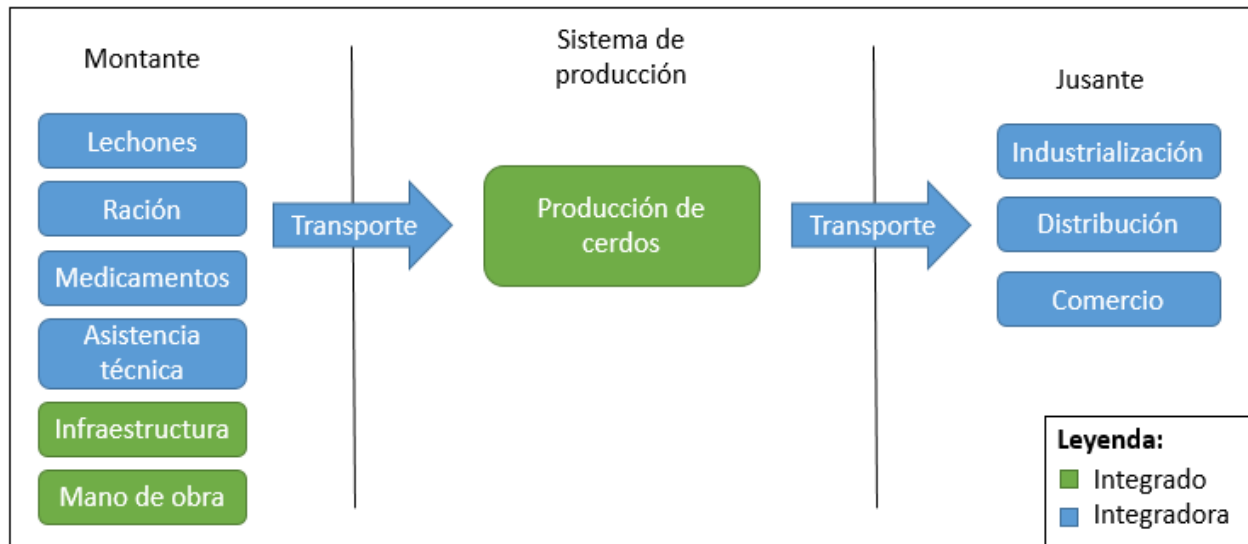 Montante
Lechones
Ración
Medicamentos
Asistencia
técnica
Infraestructura
Mano de obra
Transporte
Sistema de
producción
Producción de
cerdos
Transporte
Jusante
Industrialización
Distribución
Comercio
Leyenda:
Integrado
Integradora